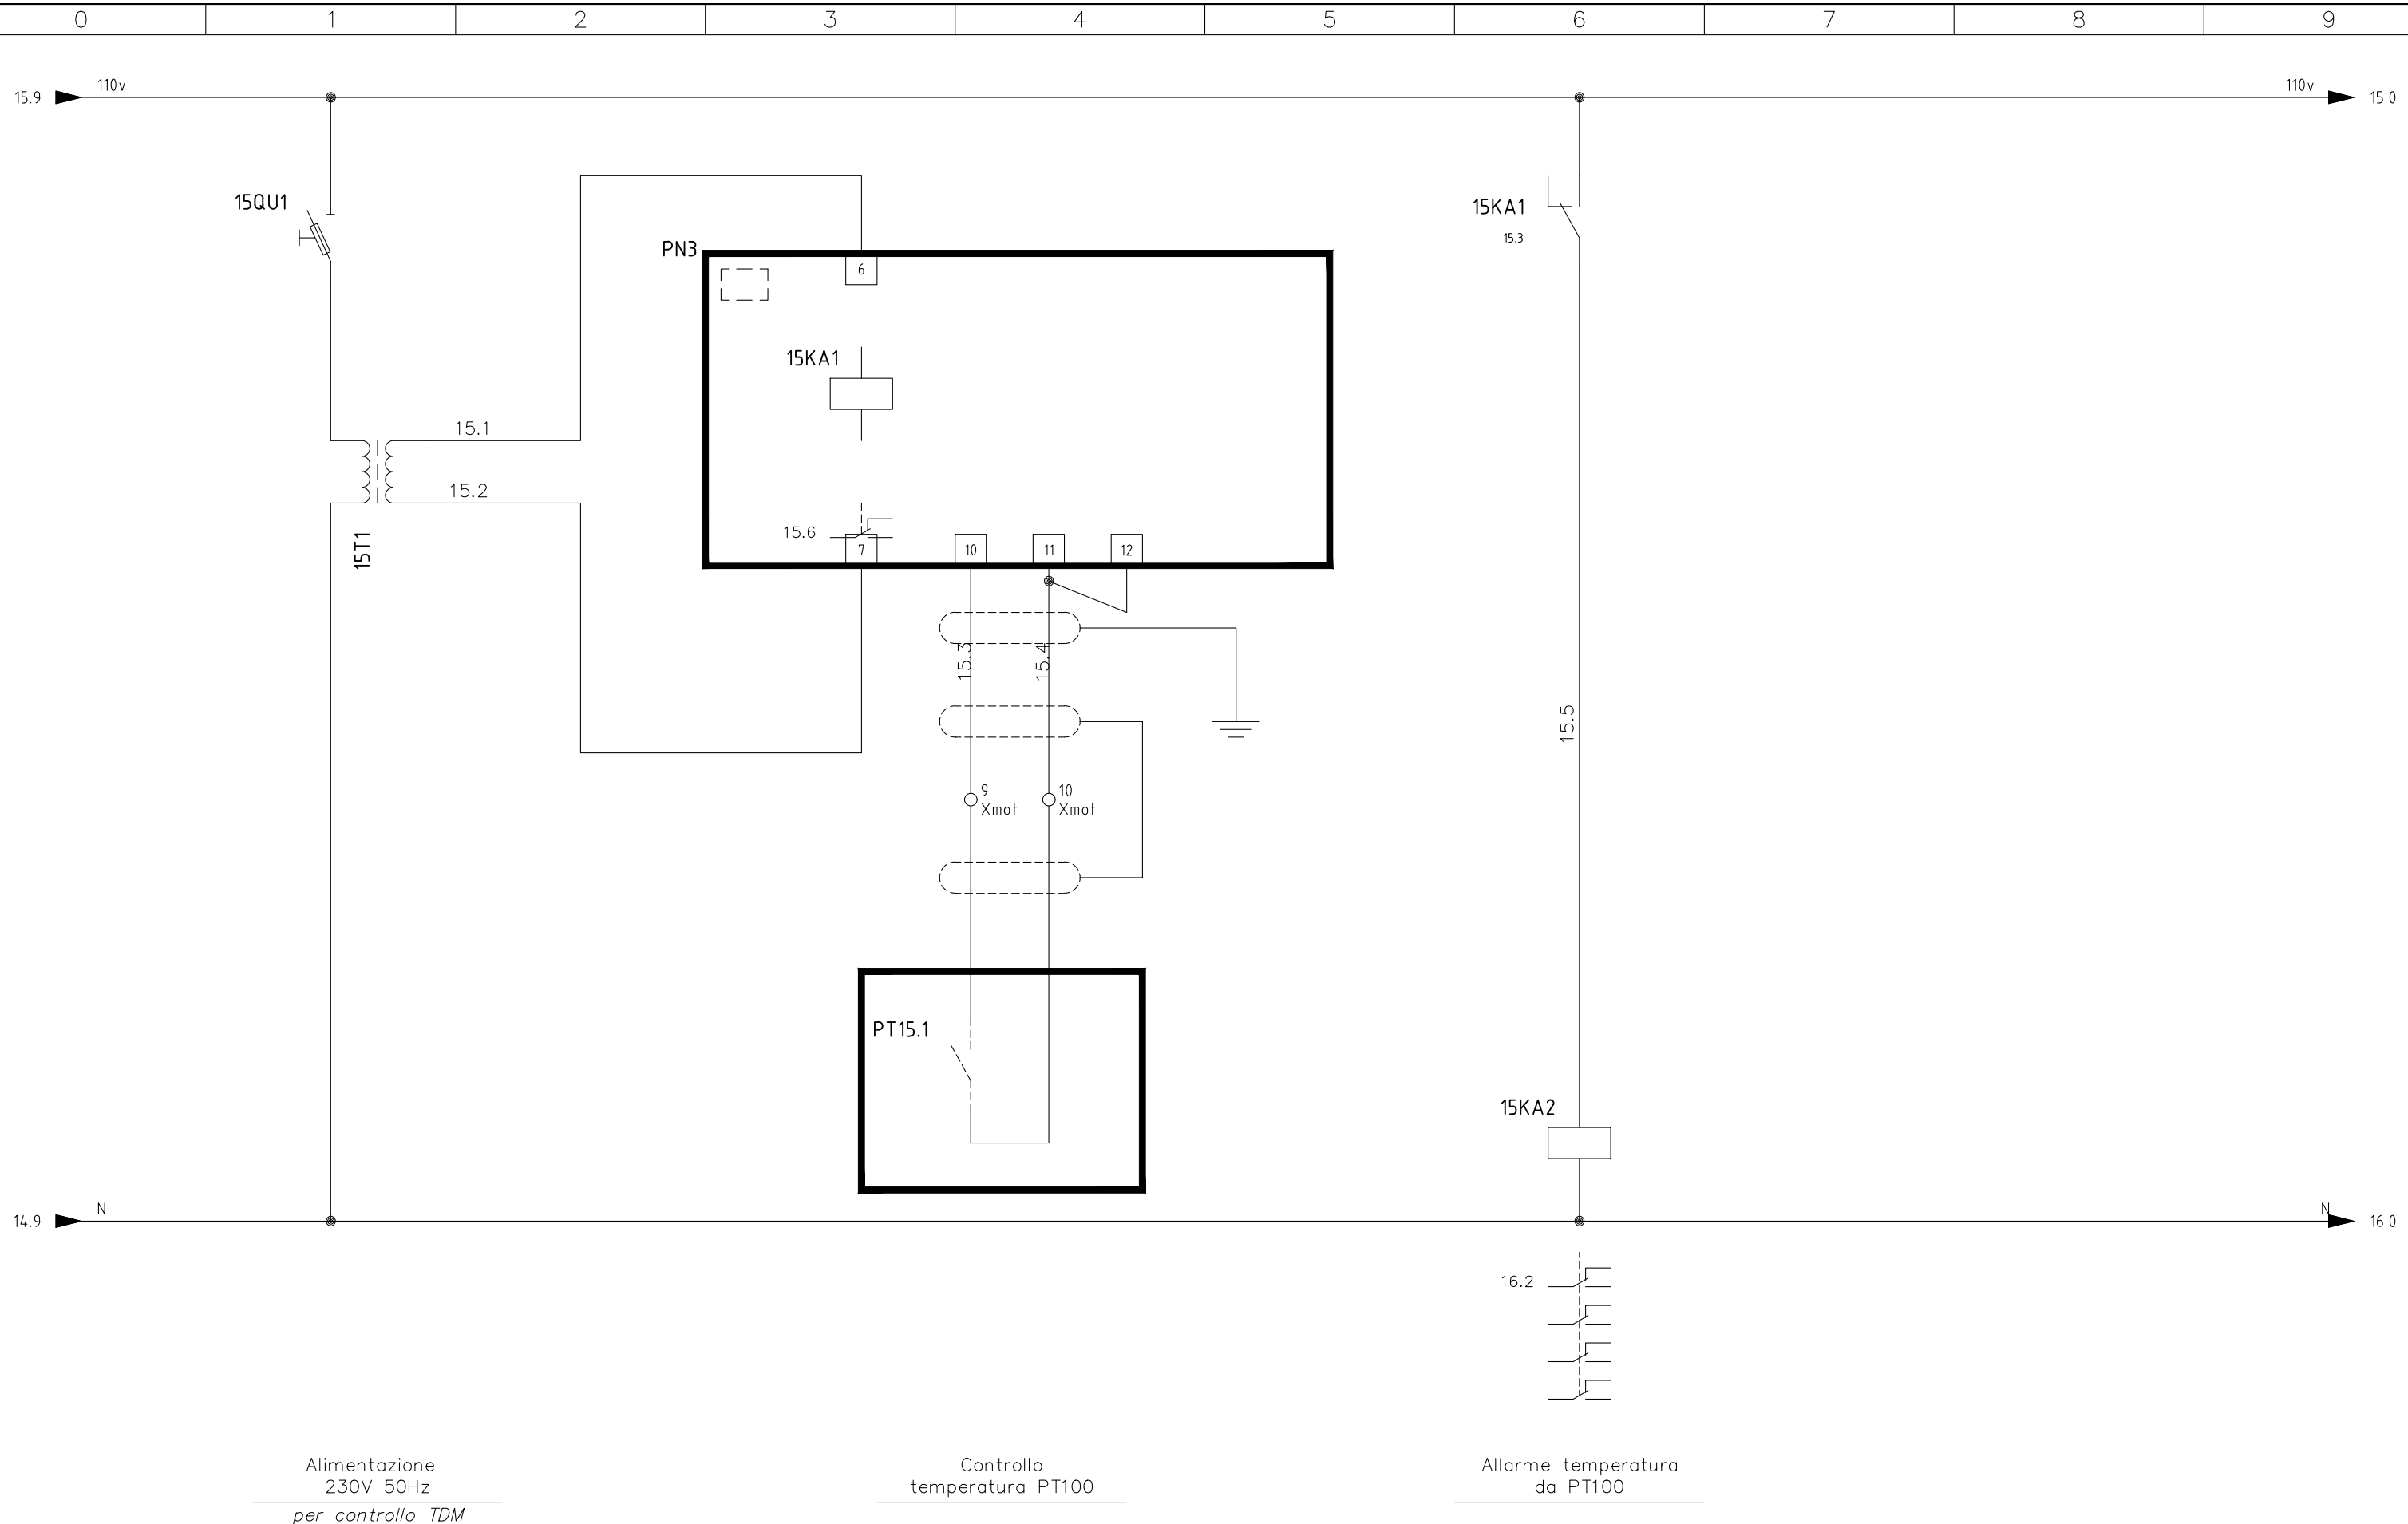 0 1 2 3 4 5 6 7 8 9
110v
15.9
110v
15.0
15QU1
15KA1
15.3
PN3
6
15KA1
15.1
15.2
15T1
15.6
7
10
11
12
15.3
15.4
15.5
9
Xmot
10
Xmot
PT15.1
15KA2
N
14.9
N
16.0
16.2
Alimentazione
230V 50Hz
per controllo TDM
Controllo
temperatura PT100
Allarme temperatura
da PT100